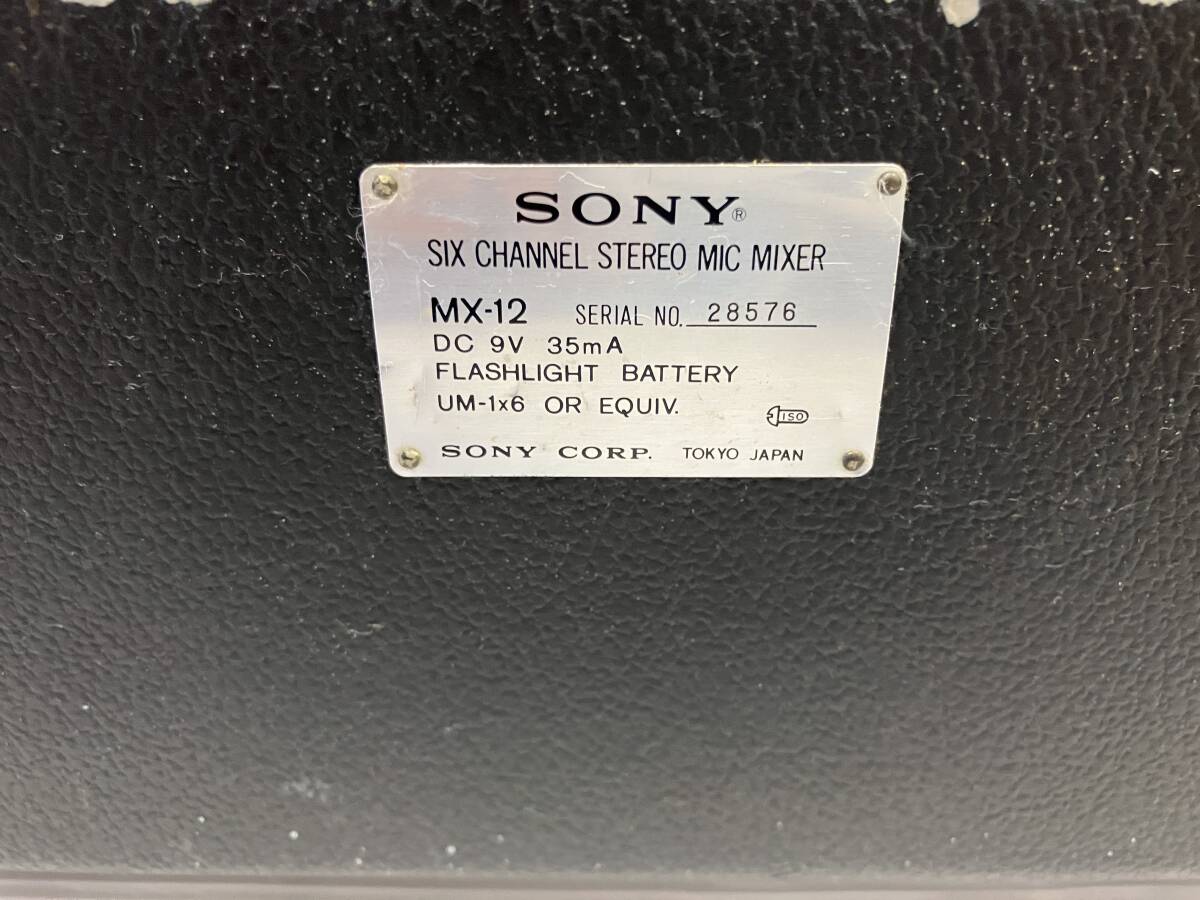 SONY®
SIX CHANNEL STEREO MIC MIXER
MX-12 SERIAL NO. 28576
DC 9V 35mA
FLASHLIGHT BATTERY
UM-1x6 OR EQUIV.
ISO
SONY CORP. TOKYO JAPAN